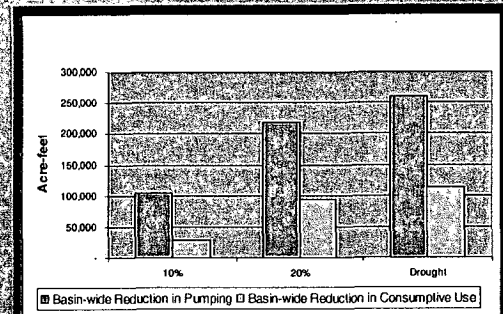 300,000
250,000
200,000
150,000
100,000
50,000
-
Acre-feet
10% 20% Drought
Basin-wide Reduction in Pumping Basin-wide Reduction in Consumptive Use